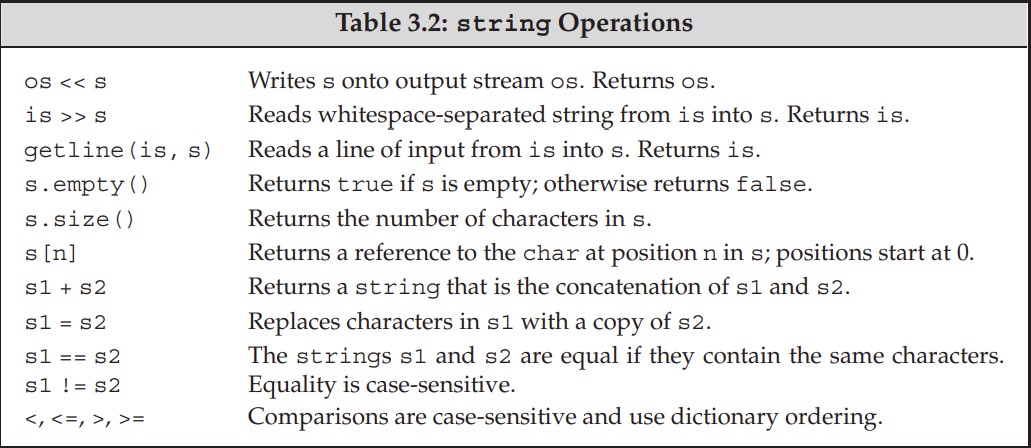 Table 3.2: string Operations
os << s Writes s onto output stream os. Returns os.
is >> s Reads whitespace-separated string from is into s. Returns is.
getline(is, s) Reads a line of input from is into s. Returns is.
s.empty() Returns true if s is empty; otherwise returns false.
s.size() Returns the number of characters in s.
s[n] Returns a reference to the char at position n in s; positions start at 0.
s1 + s2 Returns a string that is the concatenation of s1 and s2.
s1 = s2 Replaces characters in s1 with a copy of s2.
s1 == s2 The strings s1 and s2 are equal if they contain the same characters.
s1 != s2 Equality is case-sensitive.
<, <=, >, >= Comparisons are case-sensitive and use dictionary ordering.